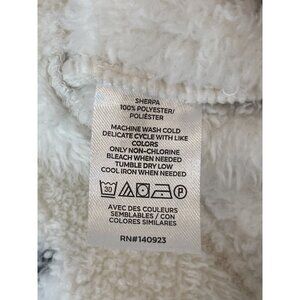 SHERPA
100% POLYESTER/
POLIÉSTER
MACHINE WASH COLD
DELICATE CYCLE WITH LIKE
COLORS
ONLY NON-CHLORINE
BLEACH WHEN NEEDED
TUMBLE DRY LOW
COOL IRON WHEN NEEDED
30 P
AVEC DES COULEURS
SEMBLABLES / CON
COLORES SIMILARES
RN#140923